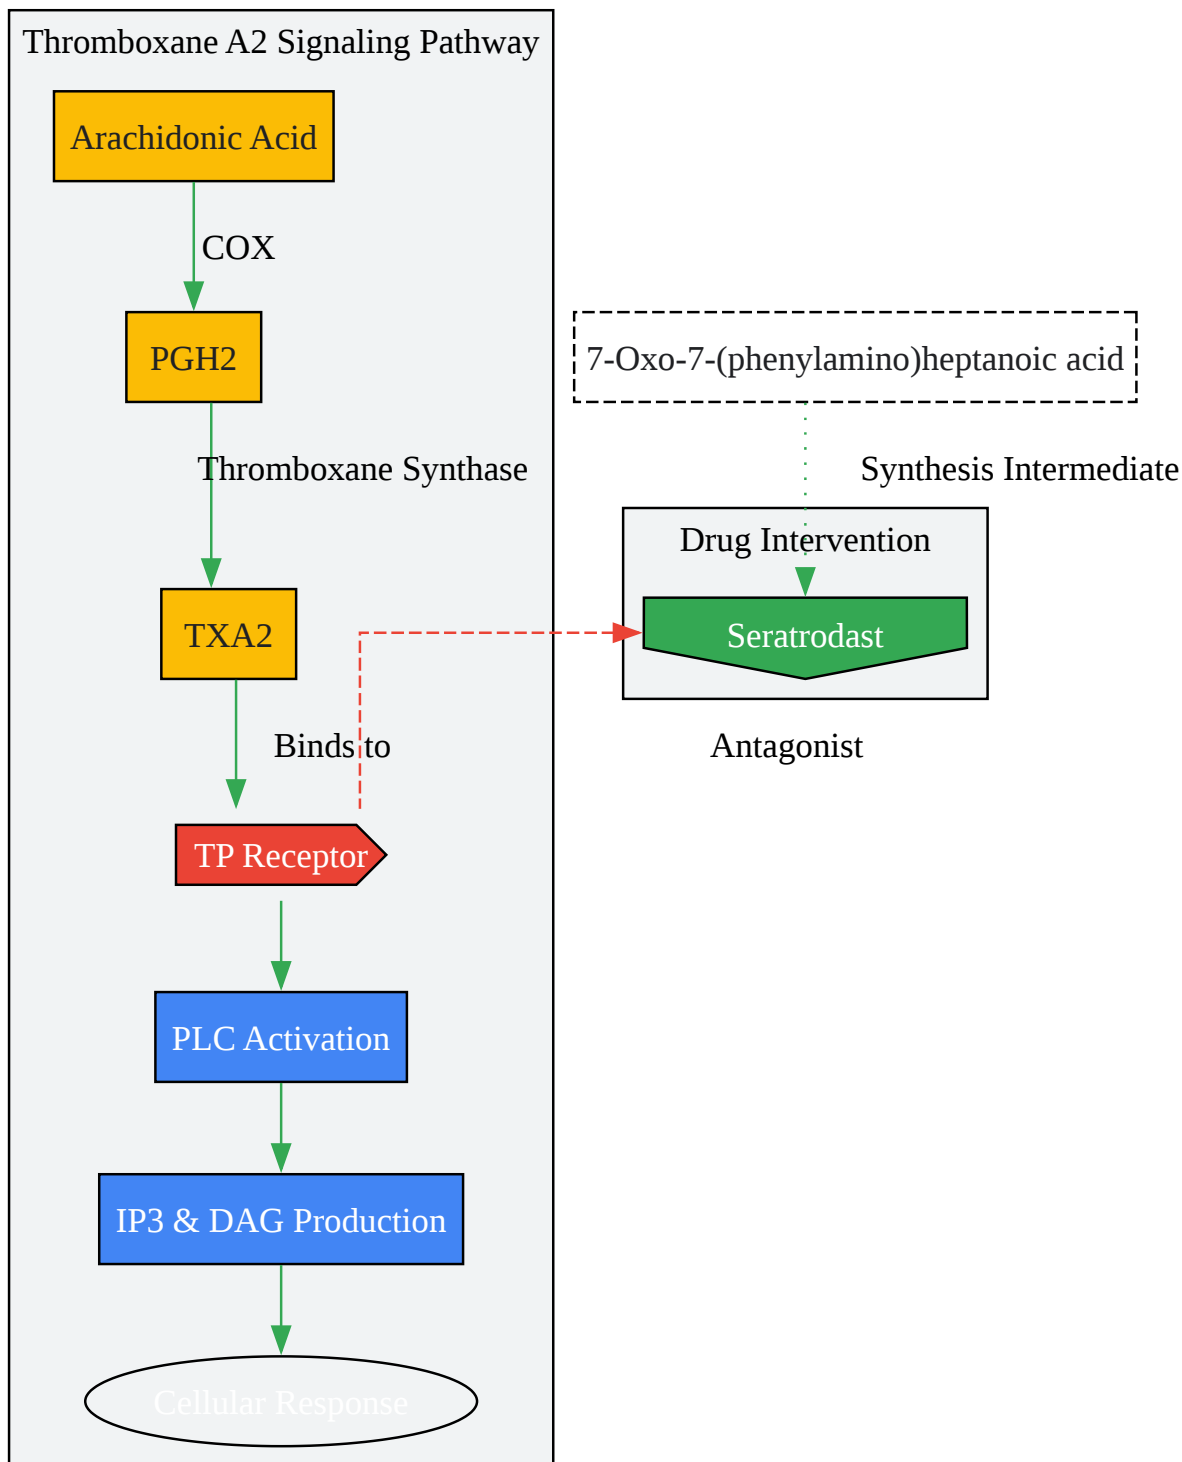 Thromboxane A2 Signaling Pathway
Arachidonic Acid
COX
PGH2
7-Oxo-7-(phenylamino)heptanoic acid
Thromboxane Synthase
Synthesis Intermediate
Drug Intervention
TXA2
Seratrodast
Binds to
Antagonist
TP Receptor
PLC Activation
IP3 & DAG Production
Cellular Response